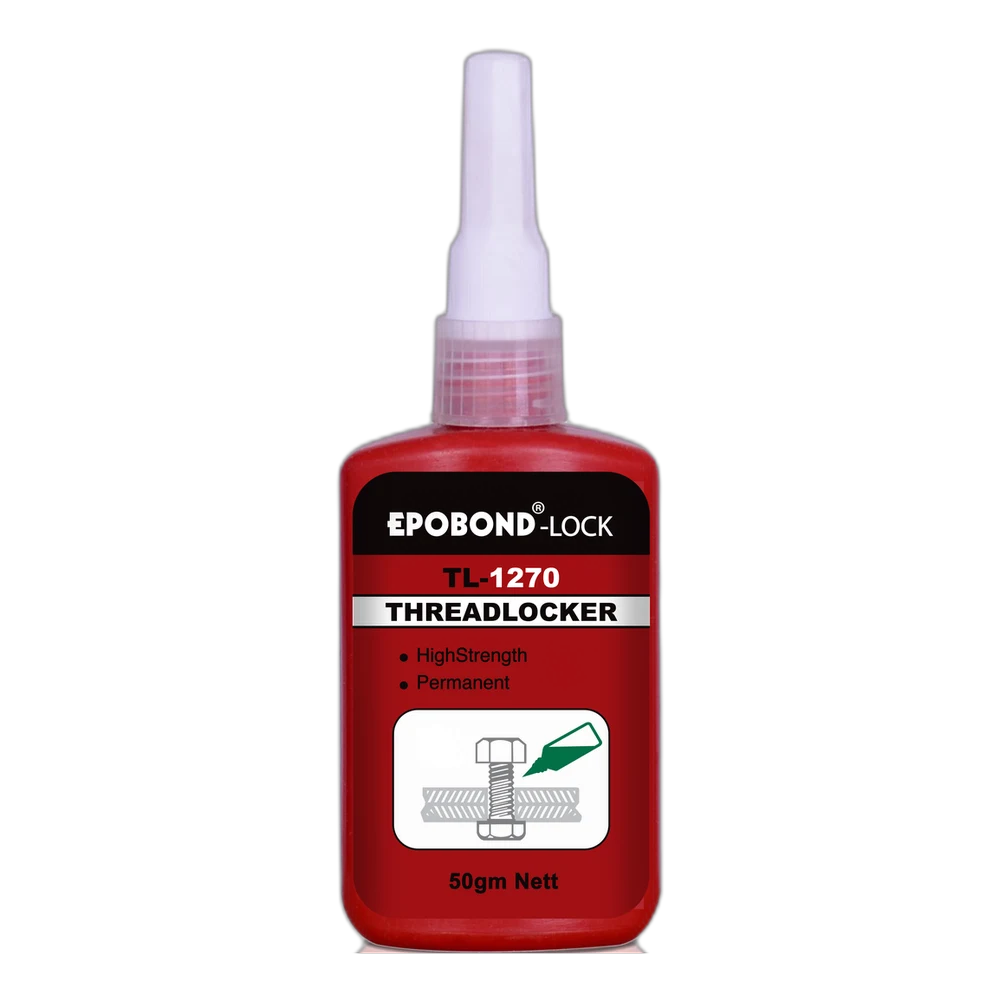 EPOBOND®-LOCK
TL-1270
THREADLOCKER
• HighStrength
• Permanent
50gm Nett